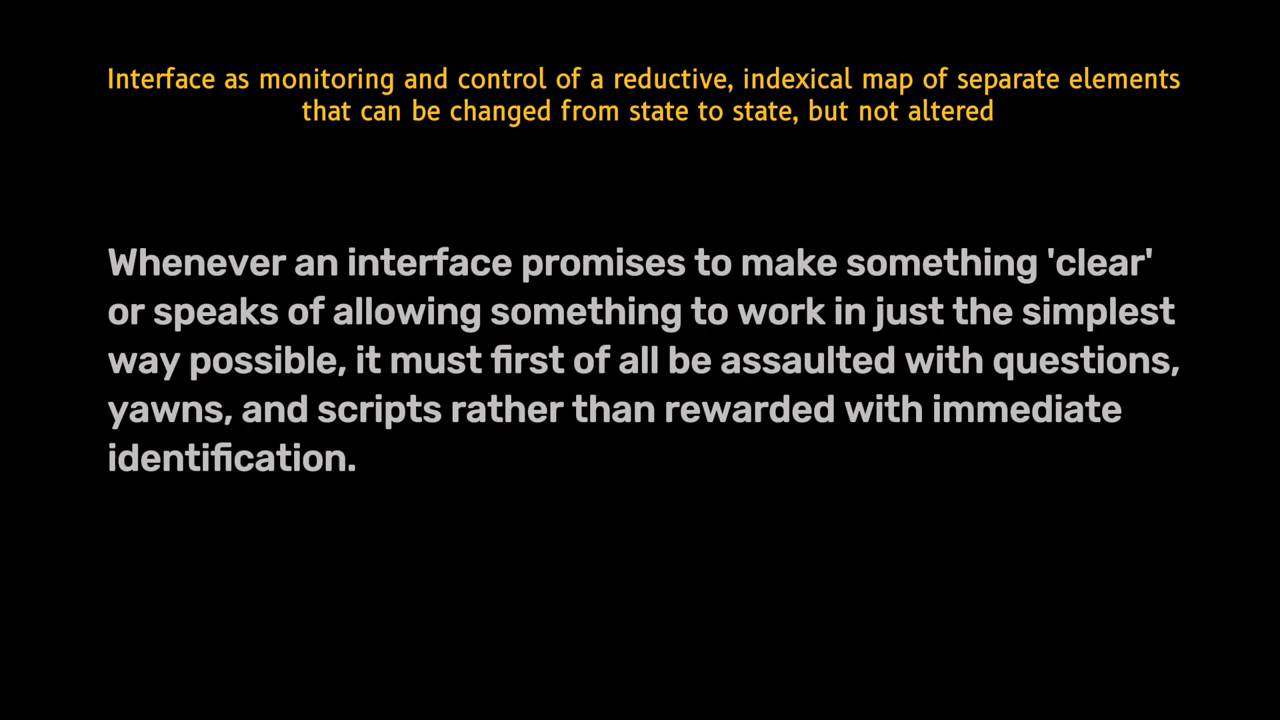 Interface as monitoring and control of a reductive, indexical map of separate elements
that can be changed from state to state, but not altered
Whenever an interface promises to make something 'clear'
or speaks of allowing something to work in just the simplest
way possible, it must first of all be assaulted with questions,
yawns, and scripts rather than rewarded with immediate
identification.